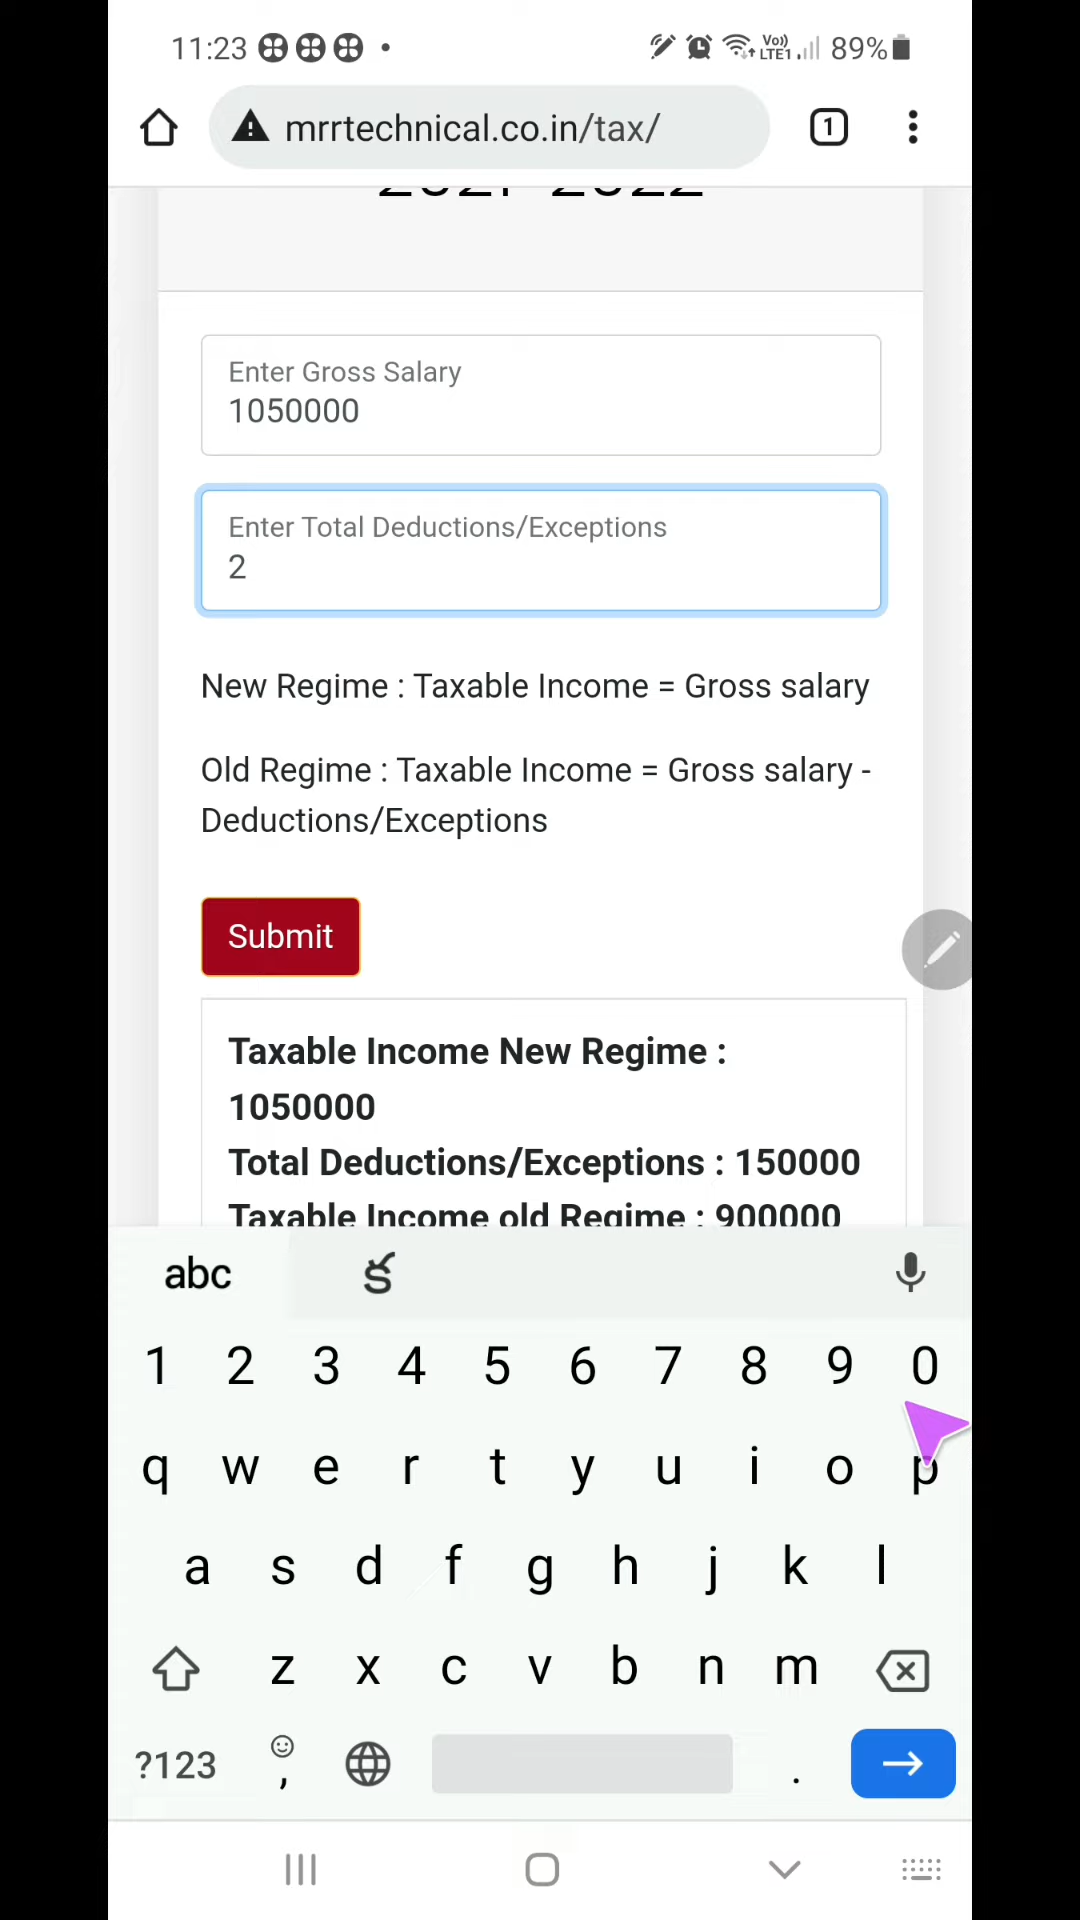 11:23 Vo)) LTE1 89%
mrrtechnical.co.in/tax/ 1
Enter Gross Salary
1050000
Enter Total Deductions/Exceptions
2
New Regime : Taxable Income = Gross salary
Old Regime : Taxable Income = Gross salary -
Deductions/Exceptions
Submit
Taxable Income New Regime :
1050000
Total Deductions/Exceptions : 150000
Taxable Income old Regime : 900000
abc క
1 2 3 4 5 6 7 8 9 0
q w e r t y u i o p
a s d f g h j k l
z x c v b n m
?123 , .